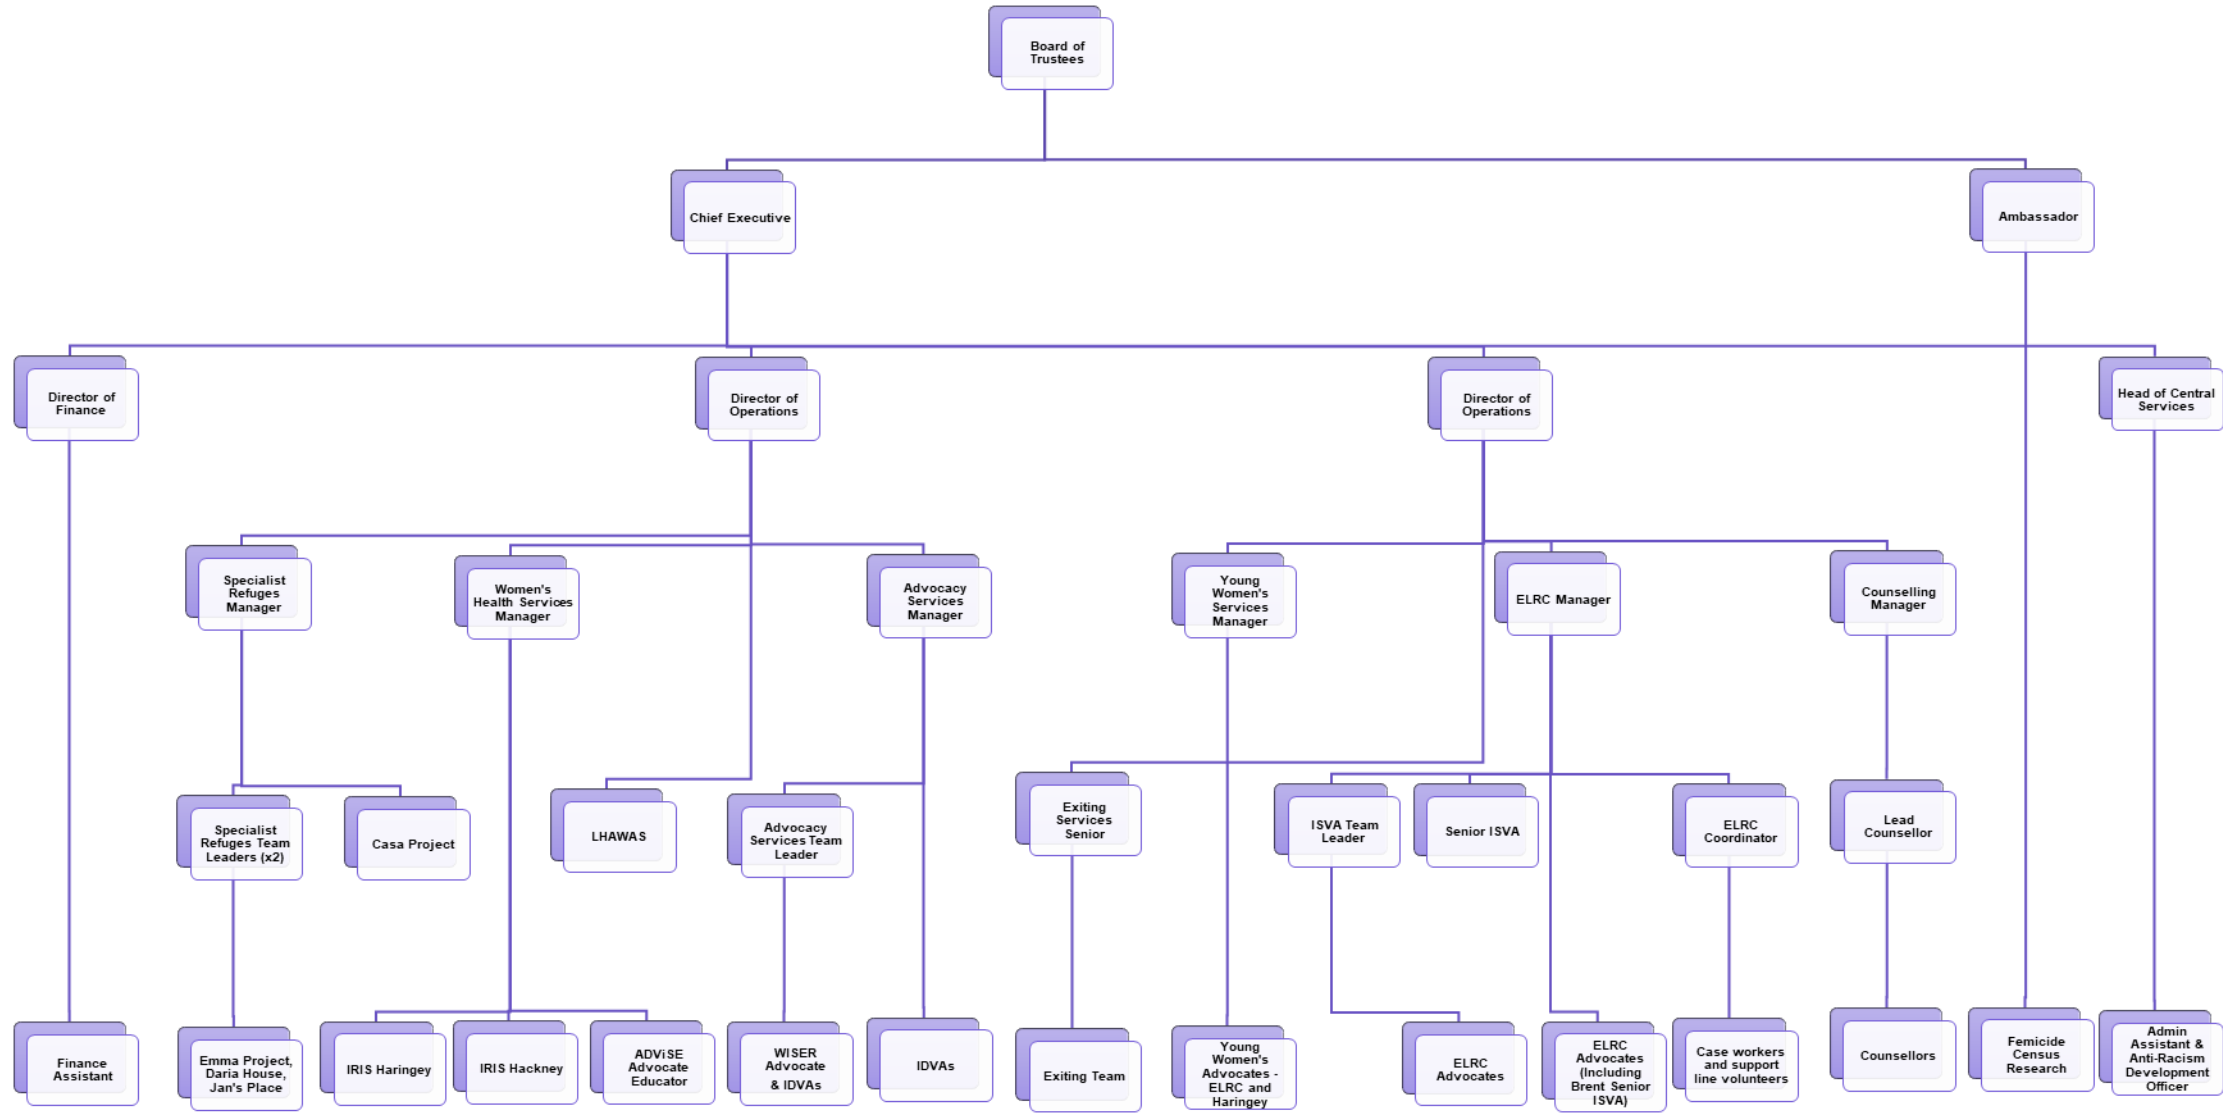 Board of
Trustees
Chief Executive
Ambassador
Director of
Finance
Director of
Operations
Director of
Operations
Head of Central
Services
Specialist
Refuges
Manager
Women's
Health Services
Manager
Advocacy
Services
Manager
Young
Women's
Services
Manager
ELRC Manager
Counselling
Manager
Specialist
Refuges Team
Leaders (x2)
Casa Project
LHAWAS
Advocacy
Services Team
Leader
Exiting
Services
Senior
ISVA Team
Leader
Senior ISVA
ELRC
Coordinator
Lead
Counsellor
Finance
Assistant
Emma Project,
Daria House,
Jan's Place
IRIS Haringey
IRIS Hackney
ADViSE
Advocate
Educator
WISER
Advocate
& IDVAs
IDVAs
Exiting Team
Young
Women's
Advocates -
ELRC and
Haringey
ELRC
Advocates
ELRC
Advocates
(Including
Brent Senior
ISVA)
Case workers
and support
line volunteers
Counsellors
Femicide
Census
Research
Admin
Assistant &
Anti-Racism
Development
Officer